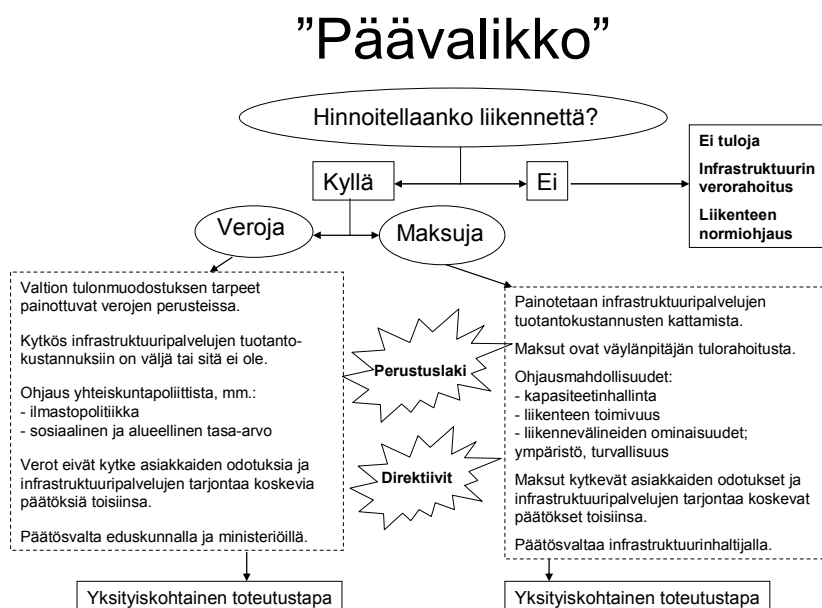 ”Päävalikko”
Hinnoitellaanko liikennettä?
Kyllä
Ei
Ei tuloja
Infrastruktuurin
verorahoitus
Liikenteen
normiohjaus
Veroja
Maksuja
Valtion tulonmuodostuksen tarpeet
painottuvat verojen perusteissa.
Kytkös infrastruktuuripalvelujen tuotanto-
kustannuksiin on väljä tai sitä ei ole.
Ohjaus yhteiskuntapoliittista, mm.:
- ilmastopolitiikka
- sosiaalinen ja alueellinen tasa-arvo
Verot eivät kytke asiakkaiden odotuksia ja
infrastruktuuripalvelujen tarjontaa koskevia
päätöksiä toisiinsa.
Päätösvalta eduskunnalla ja ministeriöillä.
Perustuslaki
Direktiivit
Painotetaan infrastruktuuripalvelujen
tuotantokustannusten kattamista.
Maksut ovat väylänpitäjän tulorahoitusta.
Ohjausmahdollisuudet:
- kapasiteetinhallinta
- liikenteen toimivuus
- liikennevälineiden ominaisuudet;
ympäristö, turvallisuus
Maksut kytkevät asiakkaiden odotukset ja
infrastruktuuripalvelujen tarjontaa koskevat
päätökset toisiinsa.
Päätösvaltaa infrastruktuurinhaltijalla.
Yksityiskohtainen toteutustapa
Yksityiskohtainen toteutustapa